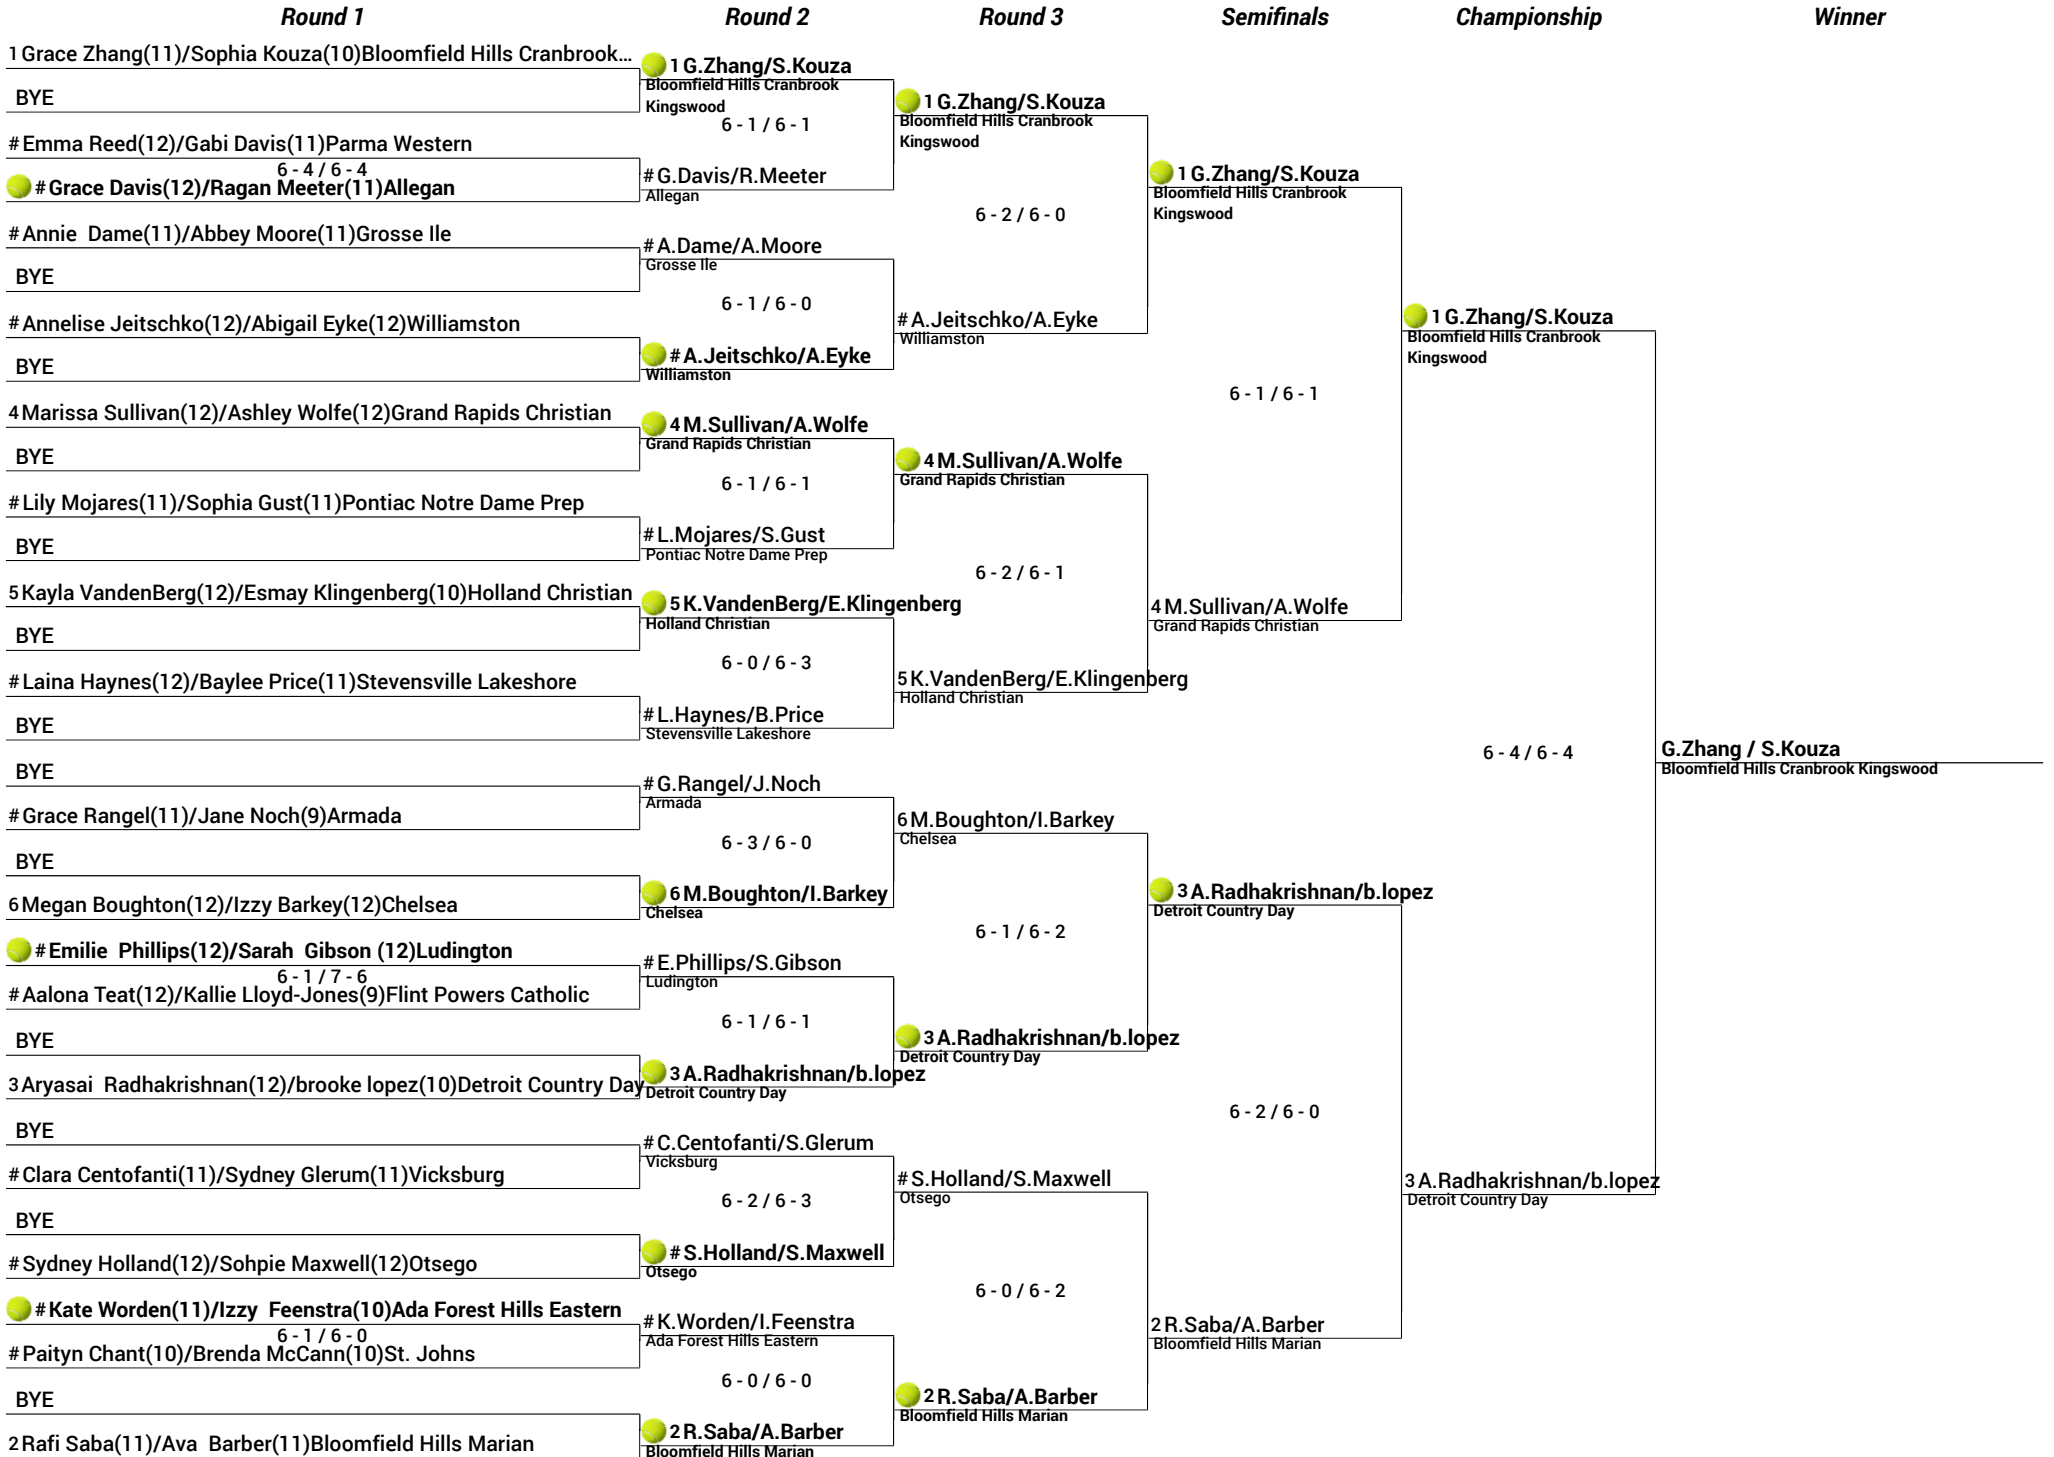 Round 1
Round 2
Round 3
Semifinals
Championship
Winner
1 Grace Zhang(11)/Sophia Kouza(10)Bloomfield Hills Cranbrook...
BYE
# Emma Reed(12)/Gabi Davis(11)Parma Western
6 - 4 / 6 - 4
# Grace Davis(12)/Ragan Meeter(11)Allegan
# Annie  Dame(11)/Abbey Moore(11)Grosse Ile
BYE
# Annelise Jeitschko(12)/Abigail Eyke(12)Williamston
BYE
4 Marissa Sullivan(12)/Ashley Wolfe(12)Grand Rapids Christian
BYE
# Lily Mojares(11)/Sophia Gust(11)Pontiac Notre Dame Prep
BYE
5 Kayla VandenBerg(12)/Esmay Klingenberg(10)Holland Christian
BYE
# Laina Haynes(12)/Baylee Price(11)Stevensville Lakeshore
BYE
BYE
# Grace Rangel(11)/Jane Noch(9)Armada
BYE
6 Megan Boughton(12)/Izzy Barkey(12)Chelsea
# Emilie  Phillips(12)/Sarah  Gibson (12)Ludington
6 - 1 / 7 - 6
# Aalona Teat(12)/Kallie Lloyd-Jones(9)Flint Powers Catholic
BYE
3 Aryasai  Radhakrishnan(12)/brooke lopez(10)Detroit Country Day
BYE
# Clara Centofanti(11)/Sydney Glerum(11)Vicksburg
BYE
# Sydney Holland(12)/Sohpie Maxwell(12)Otsego
# Kate Worden(11)/Izzy  Feenstra(10)Ada Forest Hills Eastern
6 - 1 / 6 - 0
# Paityn Chant(10)/Brenda McCann(10)St. Johns
BYE
2 Rafi Saba(11)/Ava  Barber(11)Bloomfield Hills Marian
1 G.Zhang/S.Kouza
Bloomfield Hills Cranbrook
Kingswood
6 - 1 / 6 - 1
# G.Davis/R.Meeter
Allegan
# A.Dame/A.Moore
Grosse Ile
6 - 1 / 6 - 0
# A.Jeitschko/A.Eyke
Williamston
4 M.Sullivan/A.Wolfe
Grand Rapids Christian
6 - 1 / 6 - 1
# L.Mojares/S.Gust
Pontiac Notre Dame Prep
5 K.VandenBerg/E.Klingenberg
Holland Christian
6 - 0 / 6 - 3
# L.Haynes/B.Price
Stevensville Lakeshore
# G.Rangel/J.Noch
Armada
6 - 3 / 6 - 0
6 M.Boughton/I.Barkey
Chelsea
# E.Phillips/S.Gibson
Ludington
6 - 1 / 6 - 1
3 A.Radhakrishnan/b.lopez
Detroit Country Day
# C.Centofanti/S.Glerum
Vicksburg
6 - 2 / 6 - 3
# S.Holland/S.Maxwell
Otsego
# K.Worden/I.Feenstra
Ada Forest Hills Eastern
6 - 0 / 6 - 0
2 R.Saba/A.Barber
Bloomfield Hills Marian
1 G.Zhang/S.Kouza
Bloomfield Hills Cranbrook
Kingswood
6 - 2 / 6 - 0
# A.Jeitschko/A.Eyke
Williamston
4 M.Sullivan/A.Wolfe
Grand Rapids Christian
6 - 2 / 6 - 1
5 K.VandenBerg/E.Klingenberg
Holland Christian
6 M.Boughton/I.Barkey
Chelsea
6 - 1 / 6 - 2
3 A.Radhakrishnan/b.lopez
Detroit Country Day
# S.Holland/S.Maxwell
Otsego
6 - 0 / 6 - 2
2 R.Saba/A.Barber
Bloomfield Hills Marian
1 G.Zhang/S.Kouza
Bloomfield Hills Cranbrook
Kingswood
6 - 1 / 6 - 1
4 M.Sullivan/A.Wolfe
Grand Rapids Christian
3 A.Radhakrishnan/b.lopez
Detroit Country Day
6 - 2 / 6 - 0
2 R.Saba/A.Barber
Bloomfield Hills Marian
1 G.Zhang/S.Kouza
Bloomfield Hills Cranbrook
Kingswood
6 - 4 / 6 - 4
3 A.Radhakrishnan/b.lopez
Detroit Country Day
G.Zhang / S.Kouza
Bloomfield Hills Cranbrook Kingswood